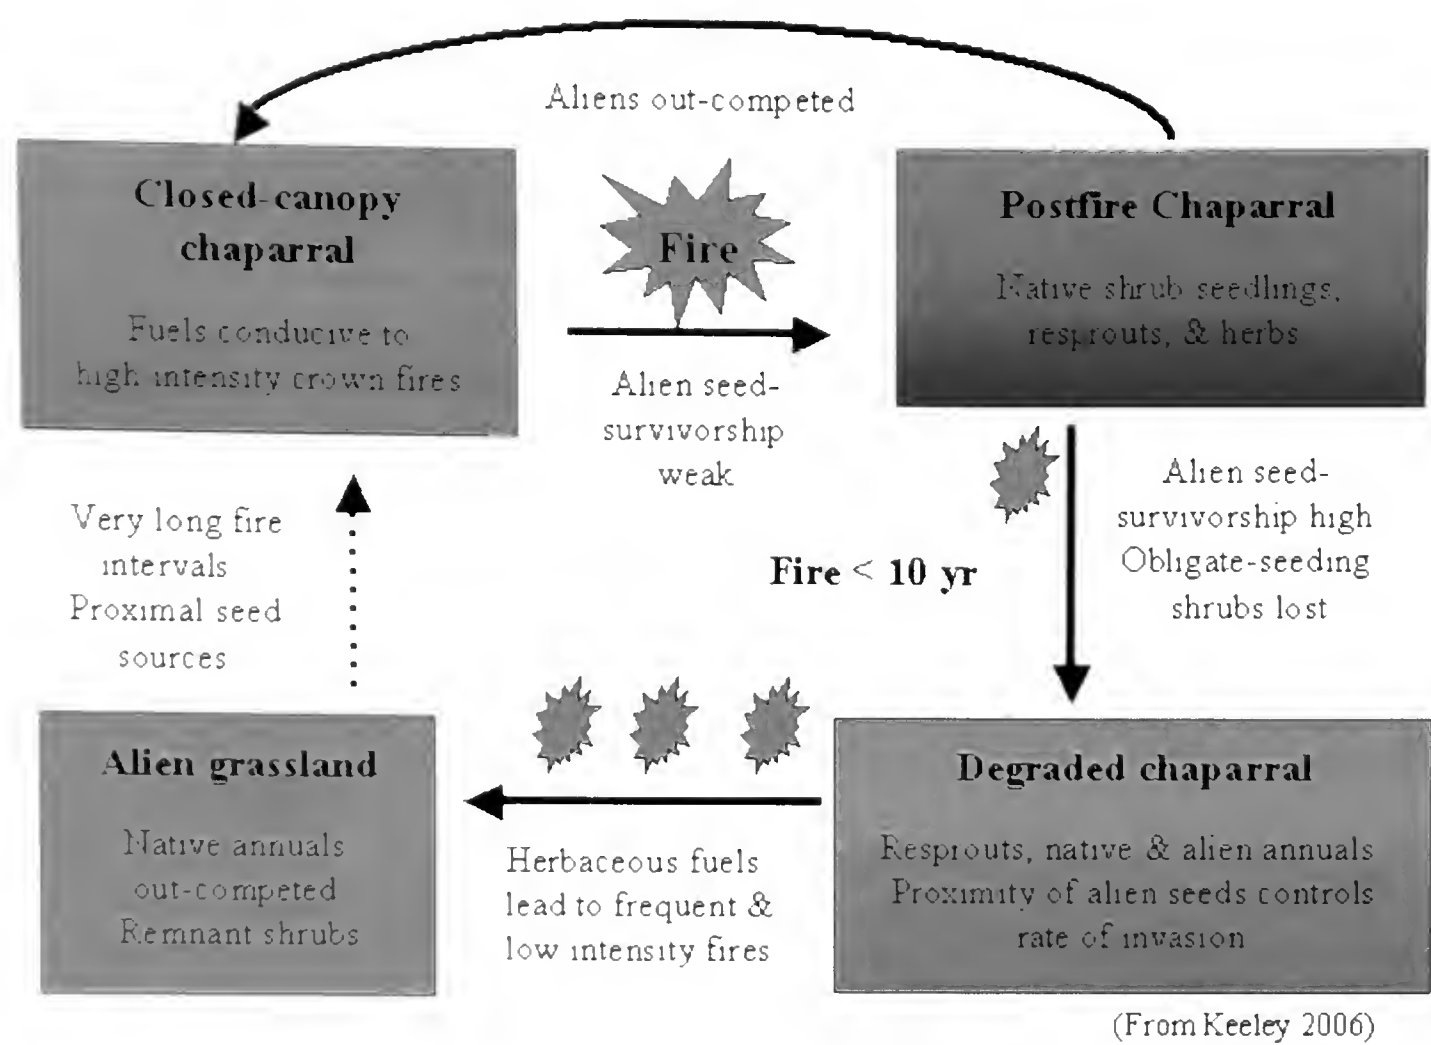 Aliens out-competed
Closed-canopy
chaparral
Fuels conducive to
high intensity crown fires
Fire
Alien seed-
survivorship
weak
Postfire Chaparral
Native shrub seedlings,
resprouts, & herbs
Very long fire
intervals
Proximal seed
sources
Fire < 10 yr
Alien seed-
survivorship high
Obligate-seeding
shrubs lost
Alien grassland
Native annuals
out-competed
Remnant shrubs
Herbaceous fuels
lead to frequent &
low intensity fires
Degraded chaparral
Resprouts, native & alien annuals
Proximity of alien seeds controls
rate of invasion
(From Keeley 2006)